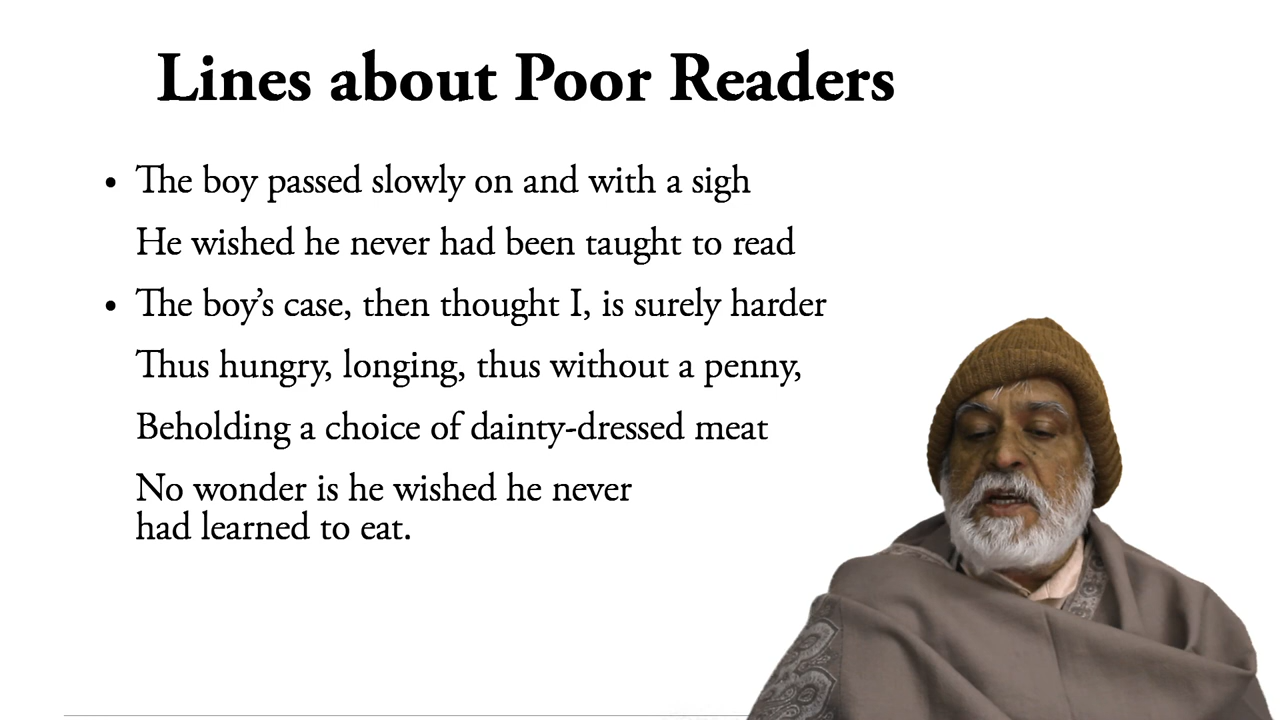 Lines about Poor Readers
• The boy passed slowly on and with a sigh
He wished he never had been taught to read
• The boy's case, then thought I, is surely harder
Thus hungry, longing, thus without a penny,
Beholding a choice of dainty-dressed meat
No wonder is he wished he never
had learned to eat.